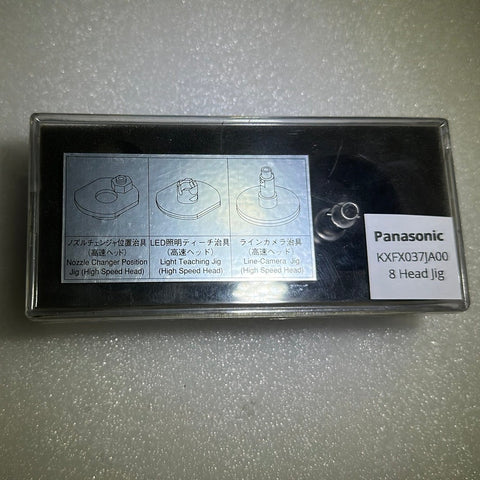 ノズルチェンジャ位置治具
(高速ヘッド)
Nozzle Changer Position
Jig (High Speed Head)
LED照明ティーチ治具
(高速ヘッド)
Light Teaching Jig
(High Speed Head)
ラインカメラ治具
(高速ヘッド)
Line-Camera Jig
(High Speed Head)
Panasonic
KXFX037JA00
8 Head Jig